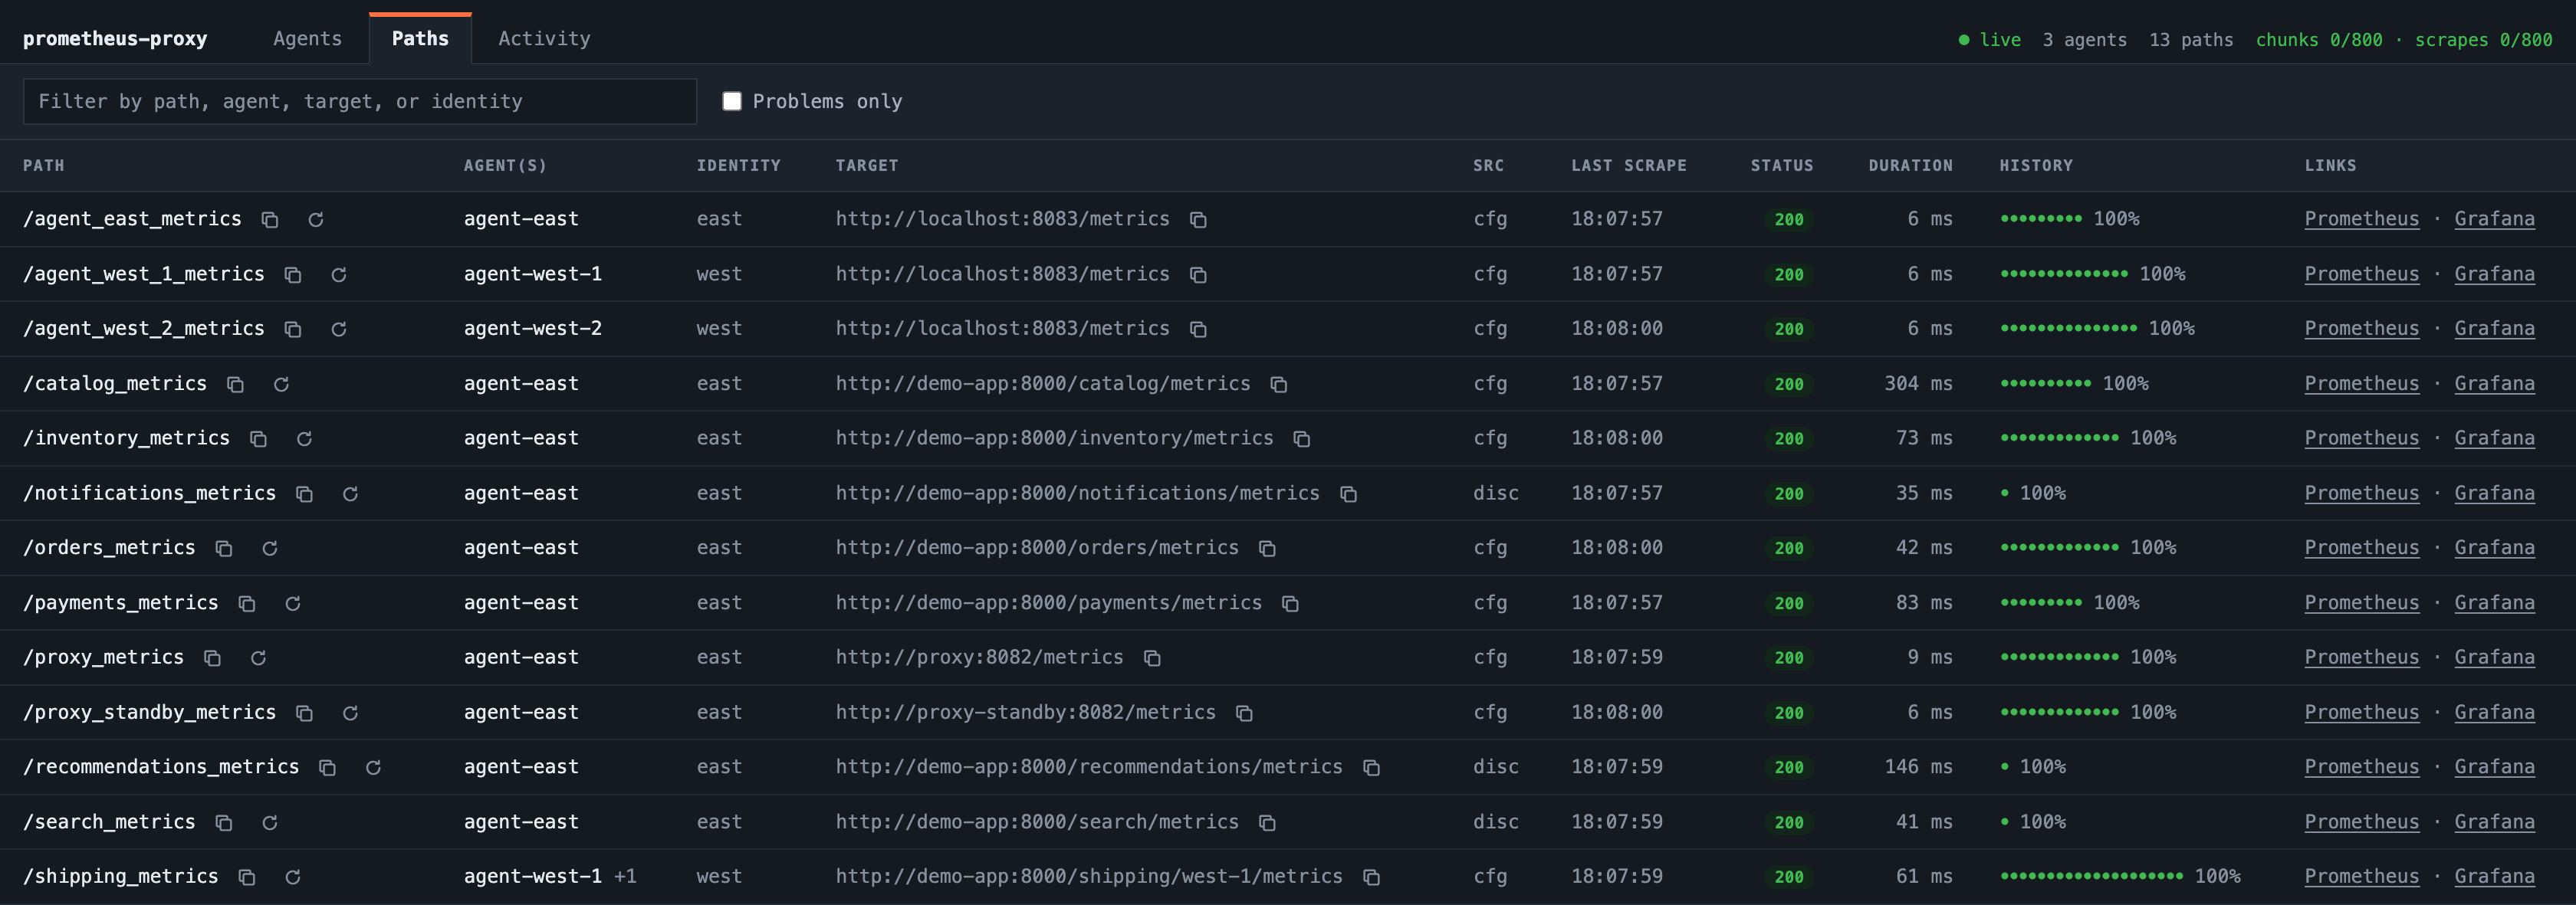 prometheus-proxy Agents Paths Activity ● live 3 agents 13 paths chunks 0/800 · scrapes 0/800
Filter by path, agent, target, or identity Problems only
PATH AGENT(S) IDENTITY TARGET SRC LAST SCRAPE STATUS DURATION HISTORY LINKS
/agent_east_metrics agent-east east http://localhost:8083/metrics cfg 18:07:57 200 6 ms 100% Prometheus · Grafana
/agent_west_1_metrics agent-west-1 west http://localhost:8083/metrics cfg 18:07:57 200 6 ms 100% Prometheus · Grafana
/agent_west_2_metrics agent-west-2 west http://localhost:8083/metrics cfg 18:08:00 200 6 ms 100% Prometheus · Grafana
/catalog_metrics agent-east east http://demo-app:8000/catalog/metrics cfg 18:07:57 200 304 ms 100% Prometheus · Grafana
/inventory_metrics agent-east east http://demo-app:8000/inventory/metrics cfg 18:08:00 200 73 ms 100% Prometheus · Grafana
/notifications_metrics agent-east east http://demo-app:8000/notifications/metrics disc 18:07:57 200 35 ms 100% Prometheus · Grafana
/orders_metrics agent-east east http://demo-app:8000/orders/metrics cfg 18:08:00 200 42 ms 100% Prometheus · Grafana
/payments_metrics agent-east east http://demo-app:8000/payments/metrics cfg 18:07:57 200 83 ms 100% Prometheus · Grafana
/proxy_metrics agent-east east http://proxy:8082/metrics cfg 18:07:59 200 9 ms 100% Prometheus · Grafana
/proxy_standby_metrics agent-east east http://proxy-standby:8082/metrics cfg 18:08:00 200 6 ms 100% Prometheus · Grafana
/recommendations_metrics agent-east east http://demo-app:8000/recommendations/metrics disc 18:07:59 200 146 ms 100% Prometheus · Grafana
/search_metrics agent-east east http://demo-app:8000/search/metrics disc 18:07:59 200 41 ms 100% Prometheus · Grafana
/shipping_metrics agent-west-1 +1 west http://demo-app:8000/shipping/west-1/metrics cfg 18:07:59 200 61 ms 100% Prometheus · Grafana